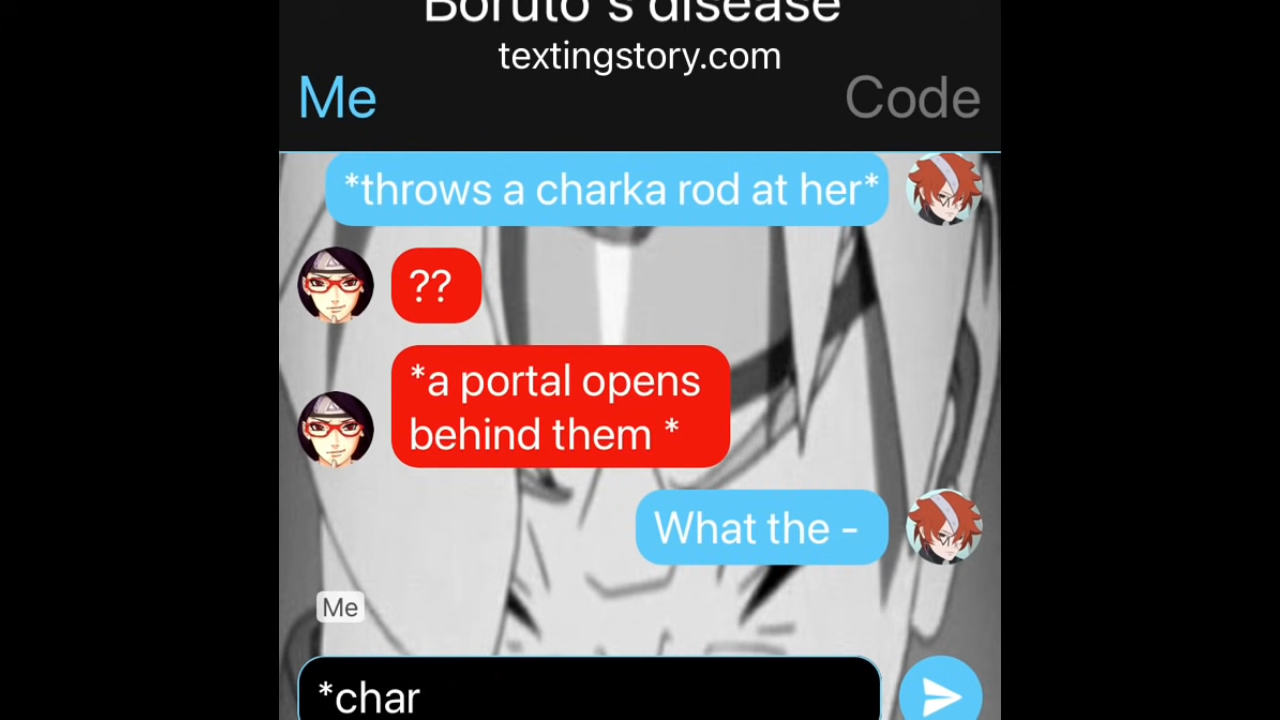 Boruto's disease
textingstory.com
Me
Code
*throws a charka rod at her*
??
*a portal opens
behind them *
What the -
Me
*char